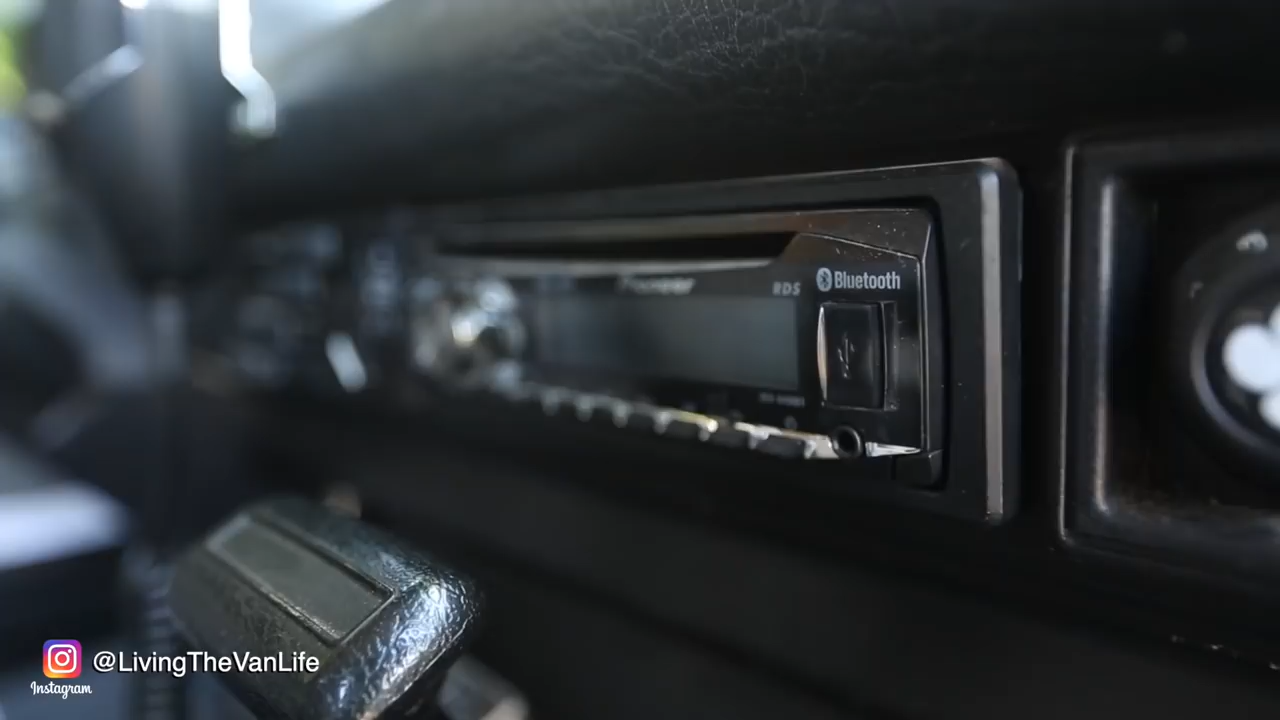 Pioneer
RDS
Bluetooth
@LivingTheVanLife
Instagram